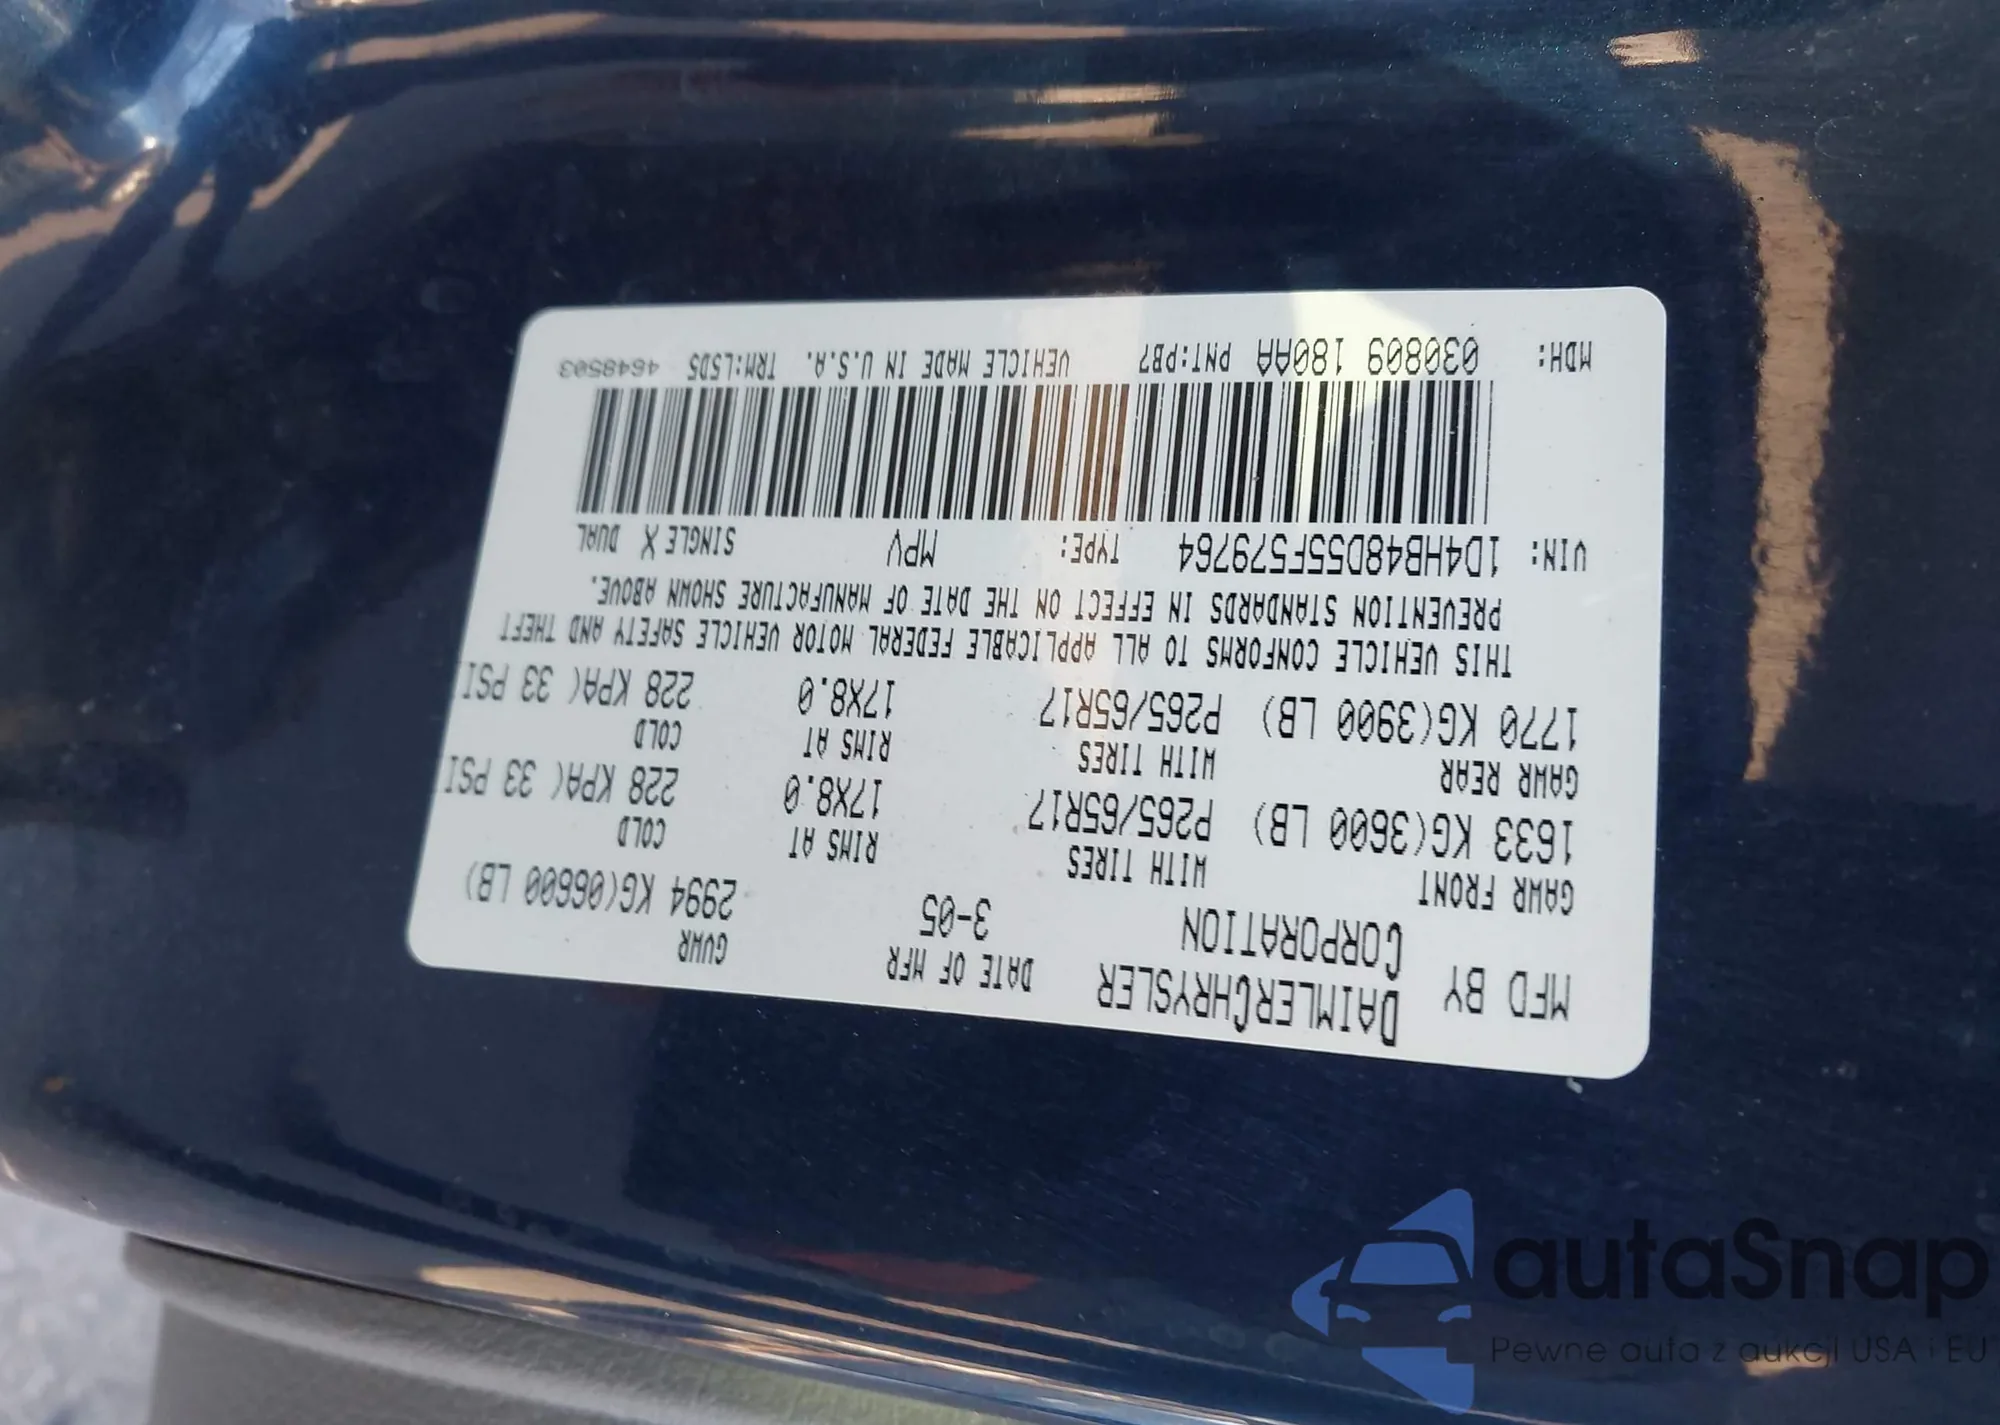 MFD BY DAIMLERCHRYSLER CORPORATION
DATE OF MFR 3-05
GVWR 2994 KG(06600 LB)
GAWR FRONT 1633 KG(3600 LB)
WITH TIRES P265/65R17
RIMS AT 17X8.0
COLD 228 KPA( 33 PSI
GAWR REAR 1770 KG(3900 LB)
WITH TIRES P265/65R17
RIMS AT 17X8.0
COLD 228 KPA( 33 PSI
THIS VEHICLE CONFORMS TO ALL APPLICABLE FEDERAL MOTOR VEHICLE SAFETY AND THEFT
PREVENTION STANDARDS IN EFFECT ON THE DATE OF MANUFACTURE SHOWN ABOVE.
VIN: 1D4HB48D55F579764 TYPE: MPV SINGLE X DUAL
MDH: 030809 180AA PNT:PB7 VEHICLE MADE IN U.S.A. TRM:L5D5 4648503
autaSnap
Pewne auta z aukcji USA i EU